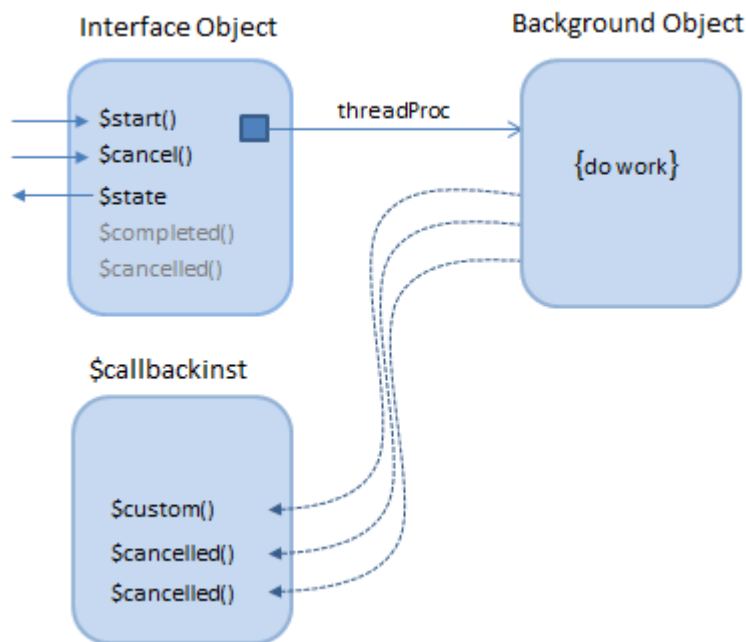 Interface Object
Background Object
$start()
$cancel()
$state
$completed()
$cancelled()
threadProc
{do work}
$callbackinst
$custom()
$cancelled()
$cancelled()